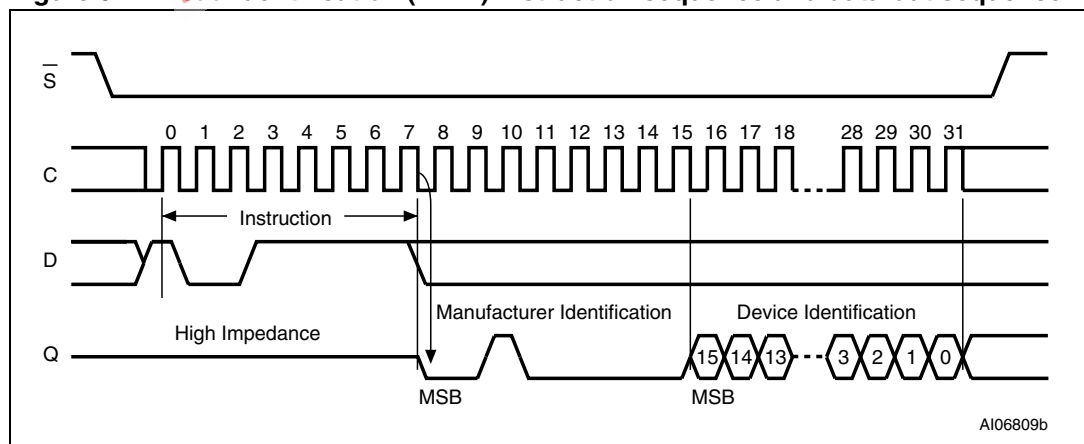 S
0 1 2 3 4 5 6 7 8 9 10 11 12 13 14 15 16 17 18 28 29 30 31
C
Instruction
D
Manufacturer Identification Device Identification
High Impedance
Q
15 14 13 3 2 1 0
MSB MSB
AI06809b